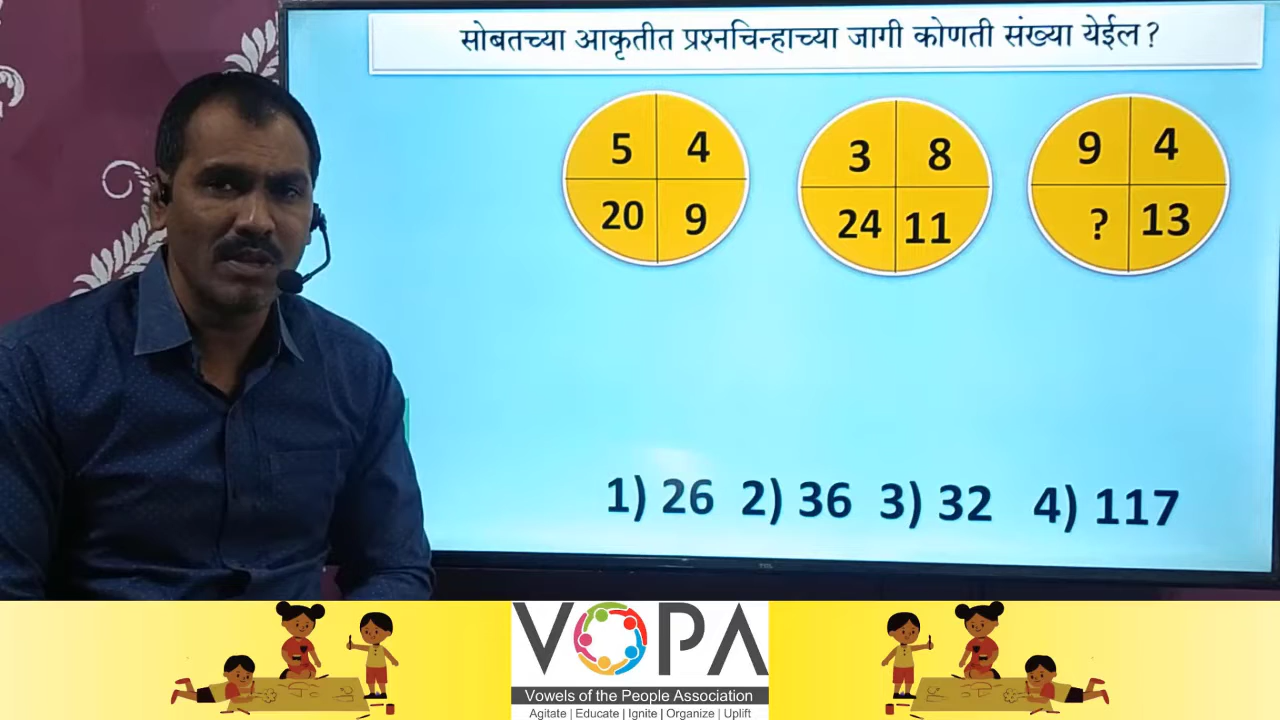 सोबतच्या आकृतीत प्रश्नचिन्हाच्या जागी कोणती संख्या येईल ?
5 4
20 9
3 8
24 11
9 4
? 13
1) 26 2) 36 3) 32 4) 117
VOPA
Vowels of the People Association
Agitate | Educate | Ignite | Organize | Uplift